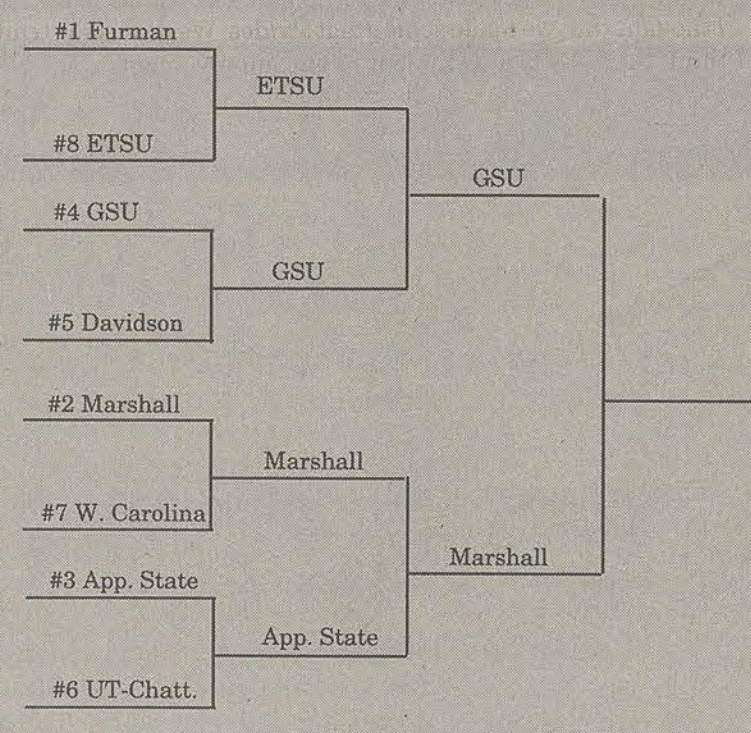 #1 Furman
ETSU
#8 ETSU
GSU
#4 GSU
GSU
#5 Davidson
#2 Marshall
Marshall
#7 W. Carolina
Marshall
#3 App. State
App. State
#6 UT-Chatt.